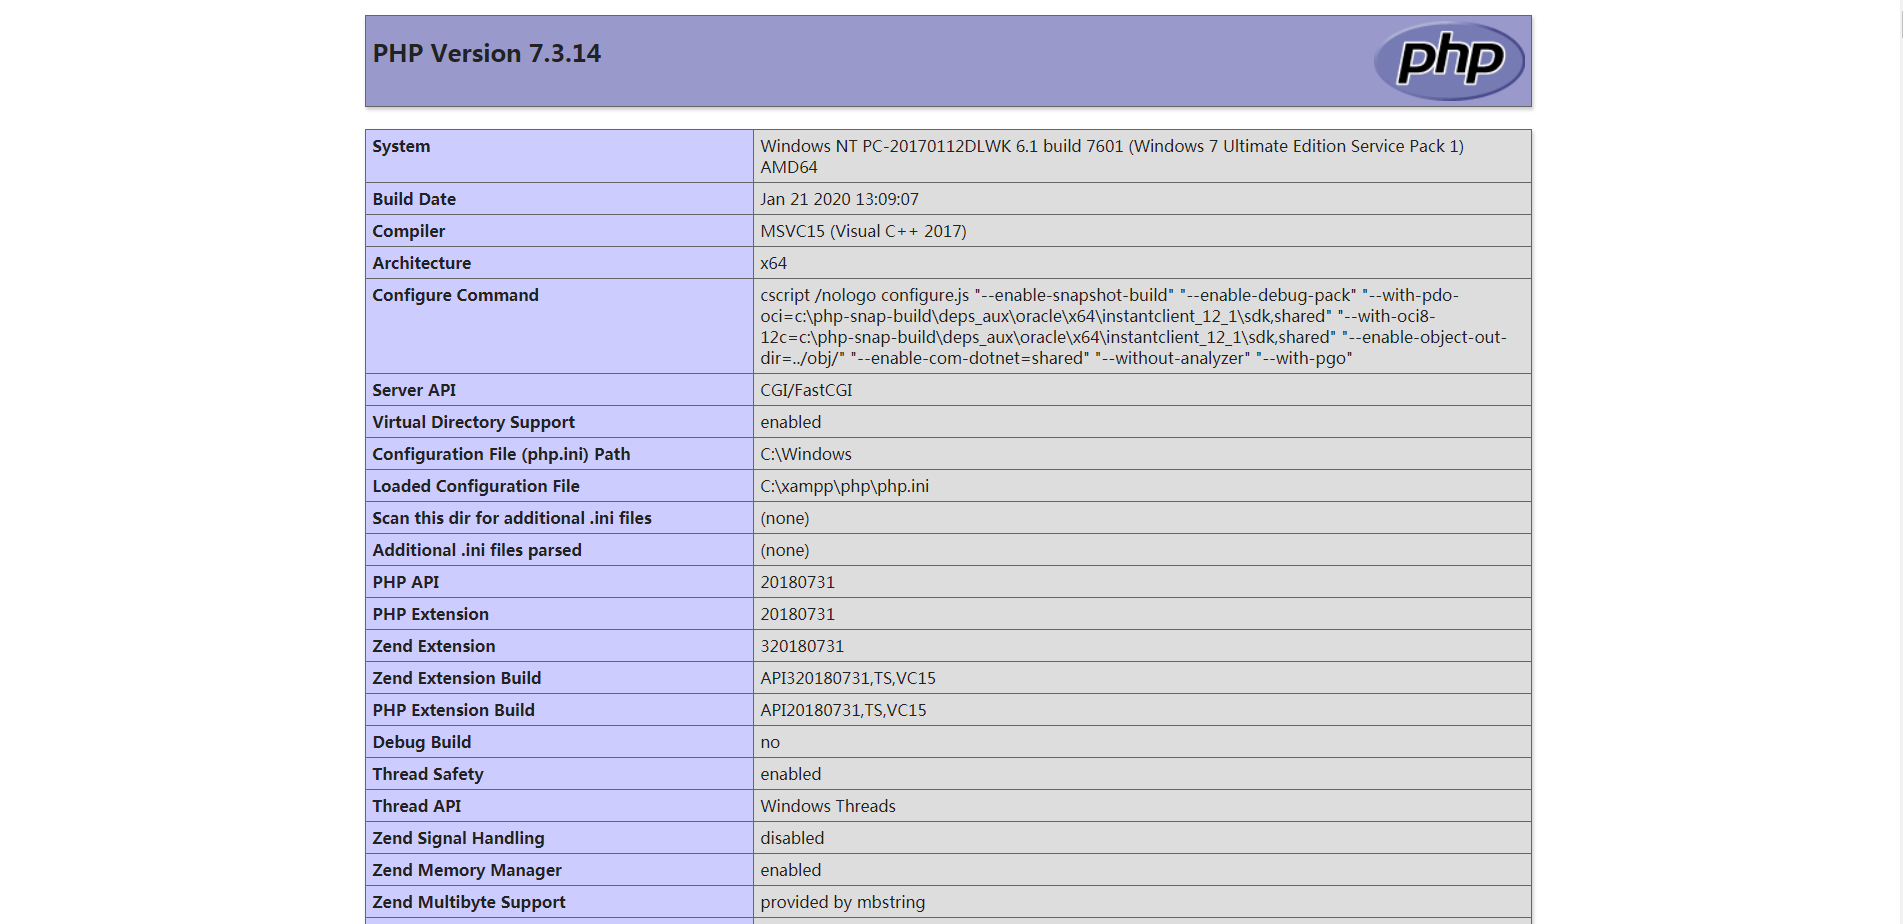 PHP Version 7.3.14
php
System Windows NT PC-20170112DLWK 6.1 build 7601 (Windows 7 Ultimate Edition Service Pack 1)
AMD64
Build Date Jan 21 2020 13:09:07
Compiler MSVC15 (Visual C++ 2017)
Architecture x64
Configure Command cscript /nologo configure.js "--enable-snapshot-build" "--enable-debug-pack" "--with-pdo-
oci=c:\php-snap-build\deps_aux\oracle\x64\instantclient_12_1\sdk,shared" "--with-oci8-
12c=c:\php-snap-build\deps_aux\oracle\x64\instantclient_12_1\sdk,shared" "--enable-object-out-
dir=../obj/" "--enable-com-dotnet=shared" "--without-analyzer" "--with-pgo"
Server API CGI/FastCGI
Virtual Directory Support enabled
Configuration File (php.ini) Path C:\Windows
Loaded Configuration File C:\xampp\php\php.ini
Scan this dir for additional .ini files (none)
Additional .ini files parsed (none)
PHP API 20180731
PHP Extension 20180731
Zend Extension 320180731
Zend Extension Build API320180731,TS,VC15
PHP Extension Build API20180731,TS,VC15
Debug Build no
Thread Safety enabled
Thread API Windows Threads
Zend Signal Handling disabled
Zend Memory Manager enabled
Zend Multibyte Support provided by mbstring